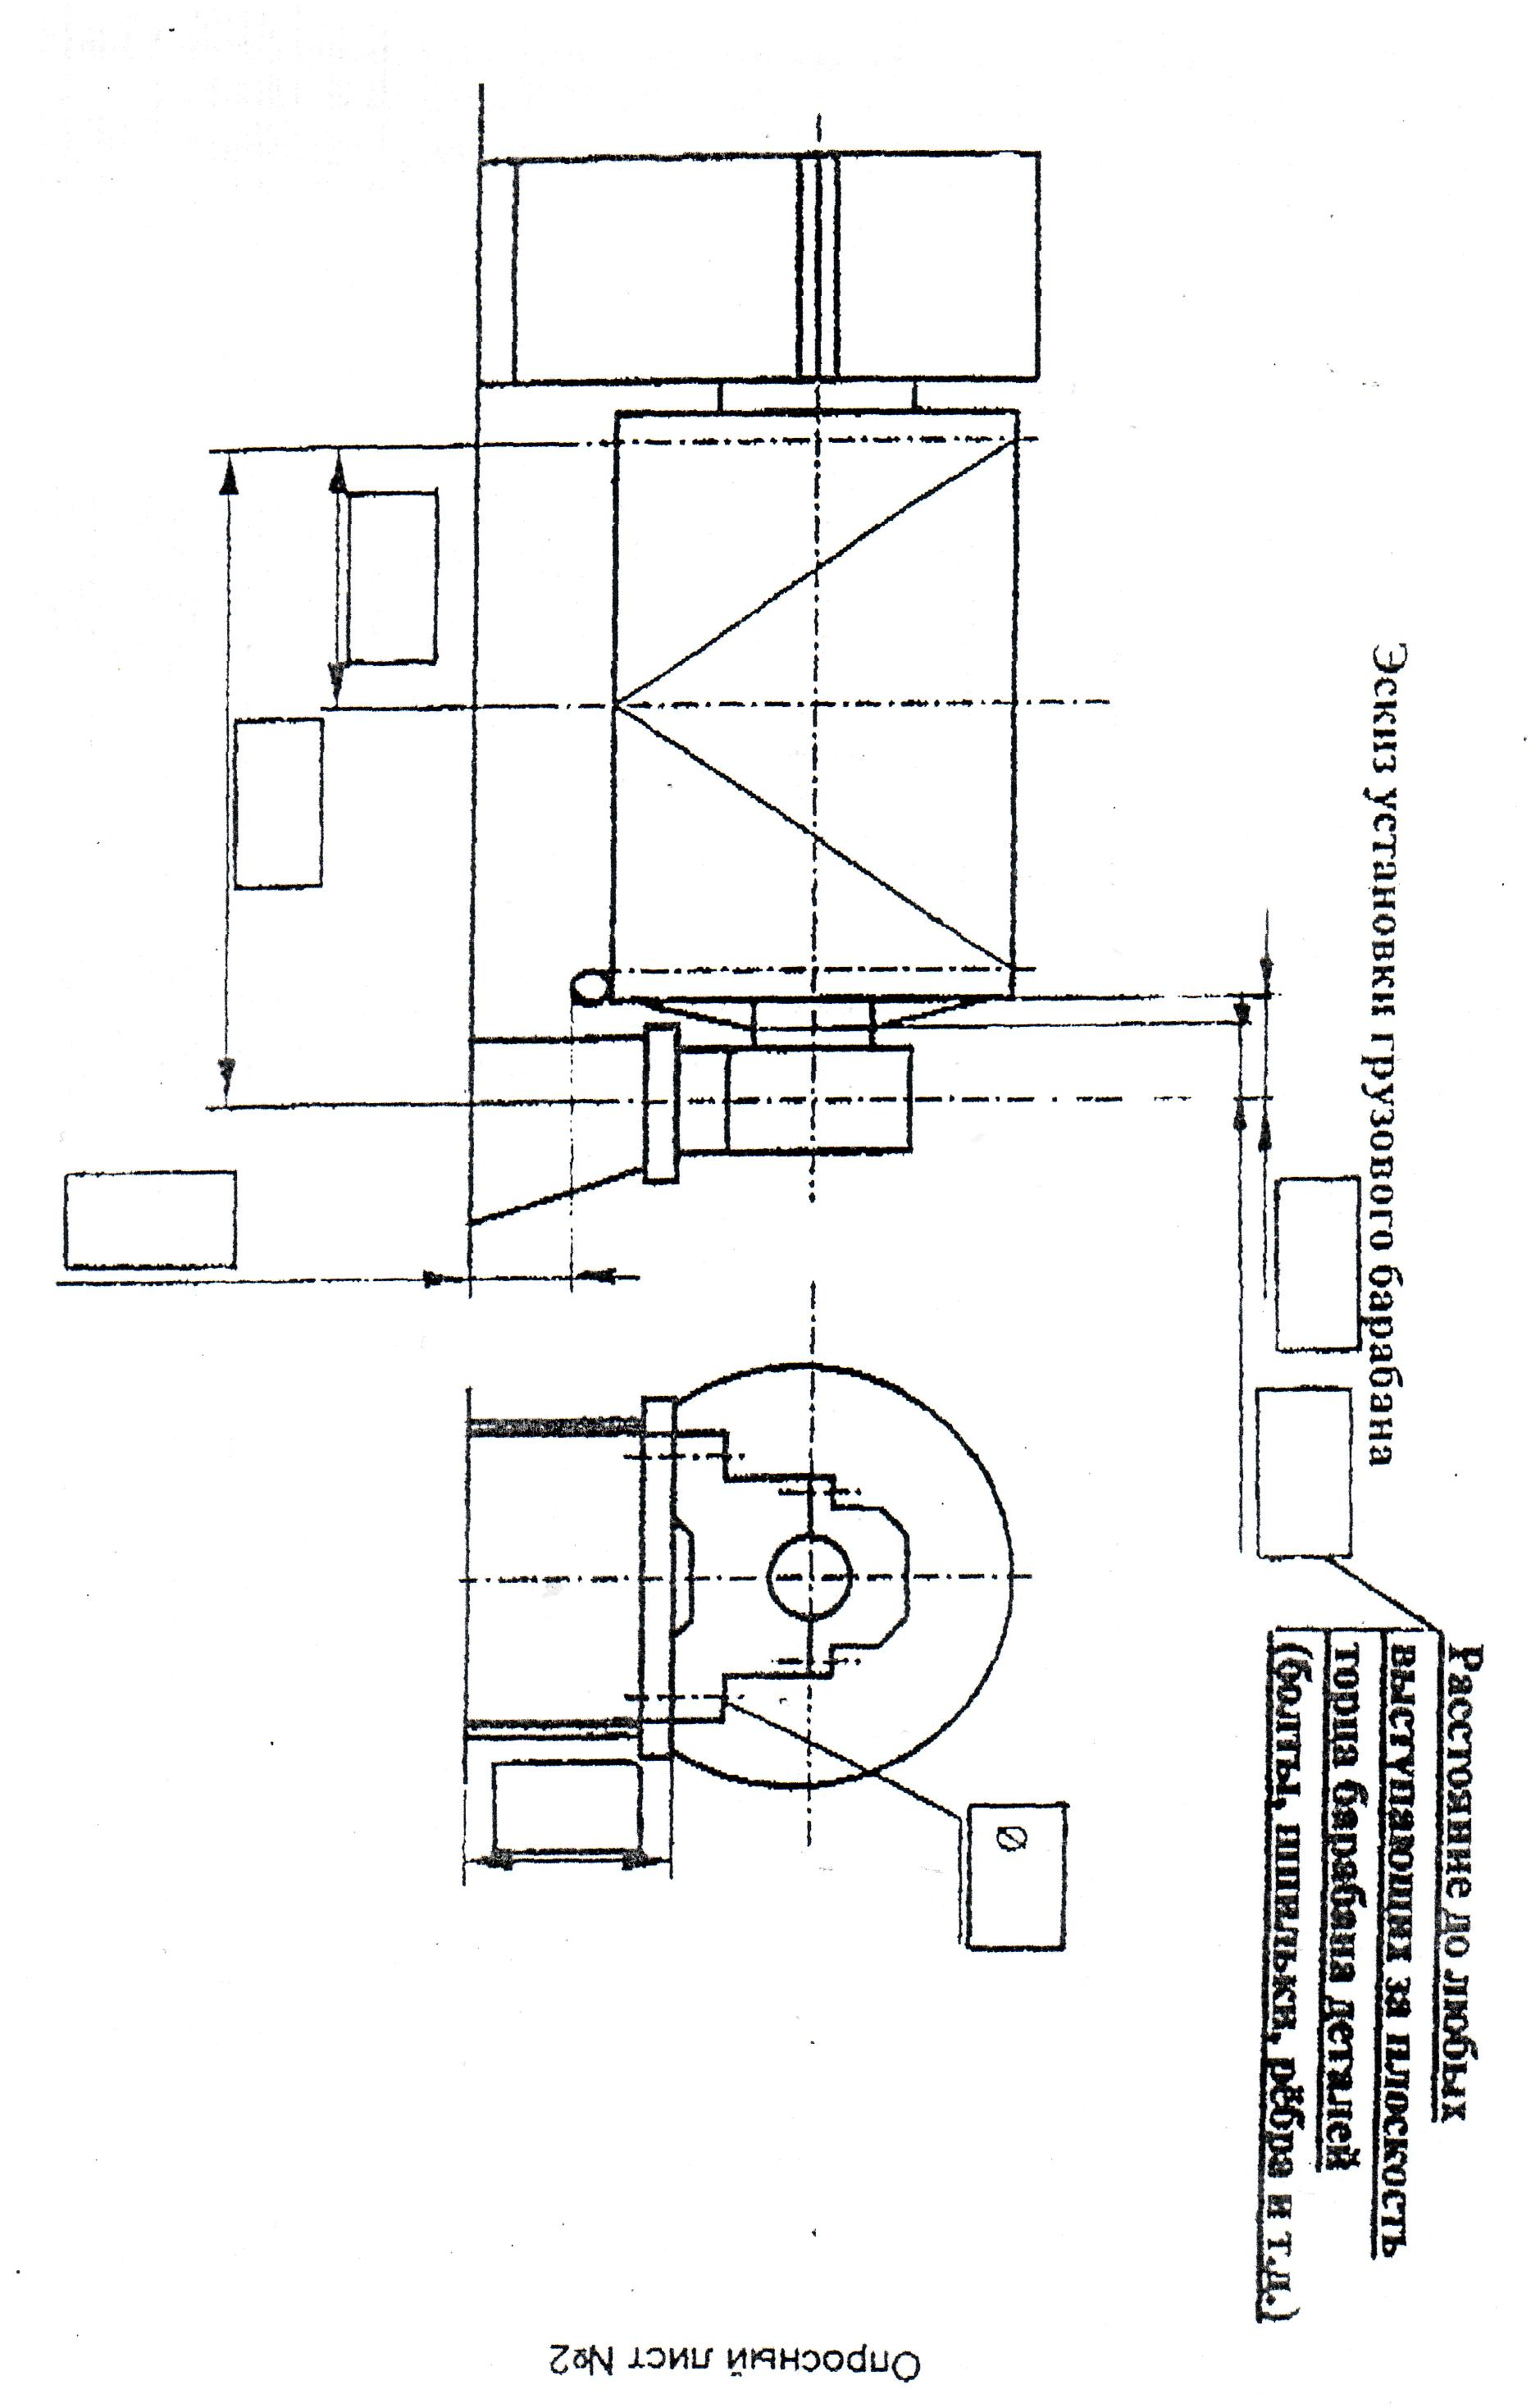 Эскиз установки грузового барабана
Расстояние до любых
выступающих за плоскость
торца барабана деталей
(болты, шпильки, рёбра и т.д.)
Ø
Опросный лист №2